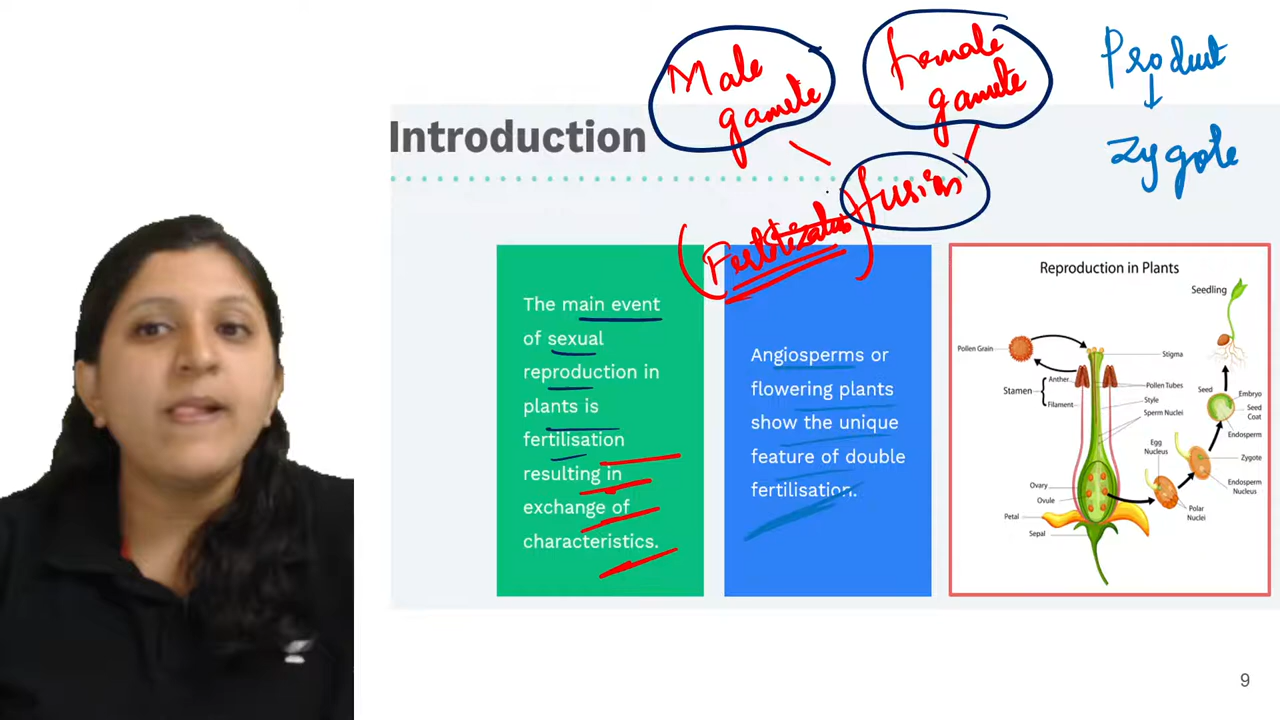 Male
gamete
female
gamete
fusion
(Fertilization)
Product
Zygote
Introduction
The main event
of sexual
reproduction in
plants is
fertilisation
resulting in
exchange of
characteristics.
Angiosperms or
flowering plants
show the unique
feature of double
fertilisation.
Reproduction in Plants
Seedling
Pollen Grain
Stigma
Anther
Stamen
Filament
Pollen Tubes
Style
Sperm Nuclei
Seed
Embryo
Seed
Coat
Endosperm
Egg
Nucleus
Zygote
Endosperm
Nucleus
Polar
Nuclei
Ovary
Ovule
Petal
Sepal
9